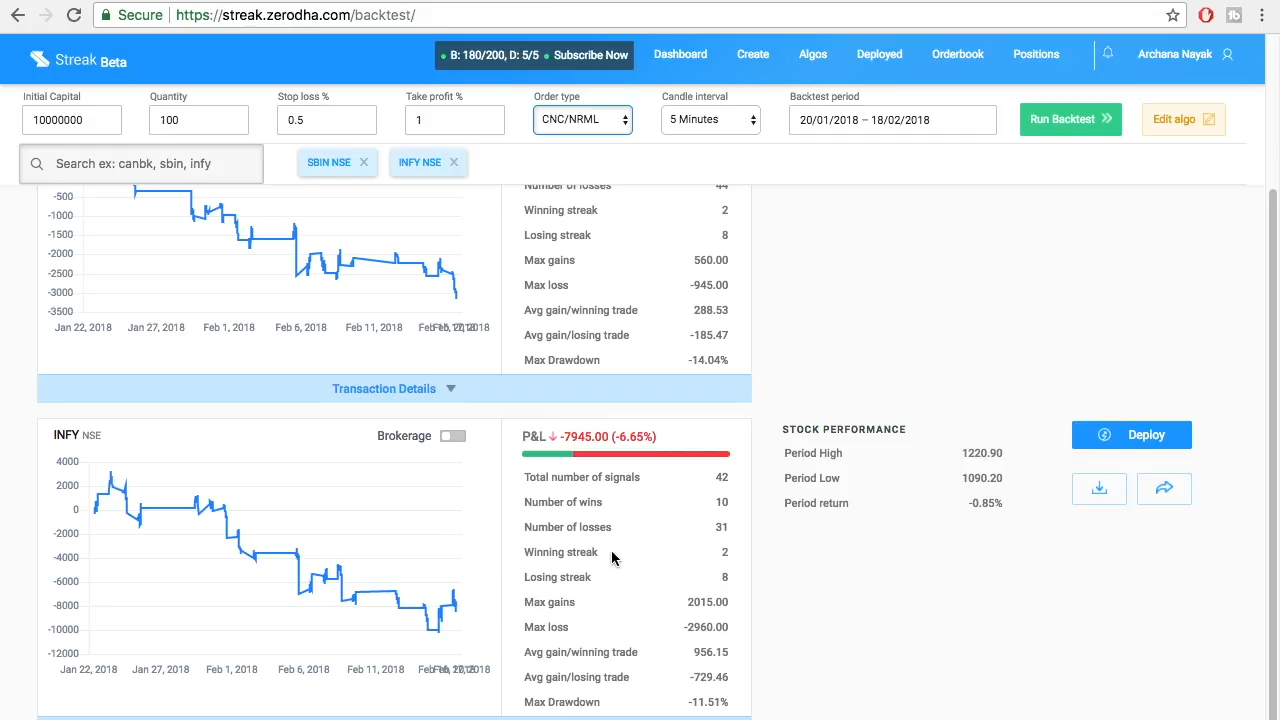 Secure https://streak.zerodha.com/backtest/
Streak Beta
B: 180/200, D: 5/5 Subscribe Now
Dashboard Create Algos Deployed Orderbook Positions Archana Nayak
Initial Capital Quantity Stop loss % Take profit % Order type Candle interval Backtest period
10000000 100 0.5 1 CNC/NRML 5 Minutes 20/01/2018 – 18/02/2018 Run Backtest Edit algo
Search ex: canbk, sbin, infy SBIN NSE INFY NSE
-500
-1000
-1500
-2000
-2500
-3000
-3500
Jan 22, 2018 Jan 27, 2018 Feb 1, 2018 Feb 6, 2018 Feb 11, 2018
Number of losses 44
Winning streak 2
Losing streak 8
Max gains 560.00
Max loss -945.00
Avg gain/winning trade 288.53
Avg gain/losing trade -185.47
Max Drawdown -14.04%
Transaction Details
INFY NSE Brokerage
4000
2000
0
-2000
-4000
-6000
-8000
-10000
-12000
Jan 22, 2018 Jan 27, 2018 Feb 1, 2018 Feb 6, 2018 Feb 11, 2018
P&L -7945.00 (-6.65%)
Total number of signals 42
Number of wins 10
Number of losses 31
Winning streak 2
Losing streak 8
Max gains 2015.00
Max loss -2960.00
Avg gain/winning trade 956.15
Avg gain/losing trade -729.46
Max Drawdown -11.51%
STOCK PERFORMANCE
Period High 1220.90
Period Low 1090.20
Period return -0.85%
Deploy